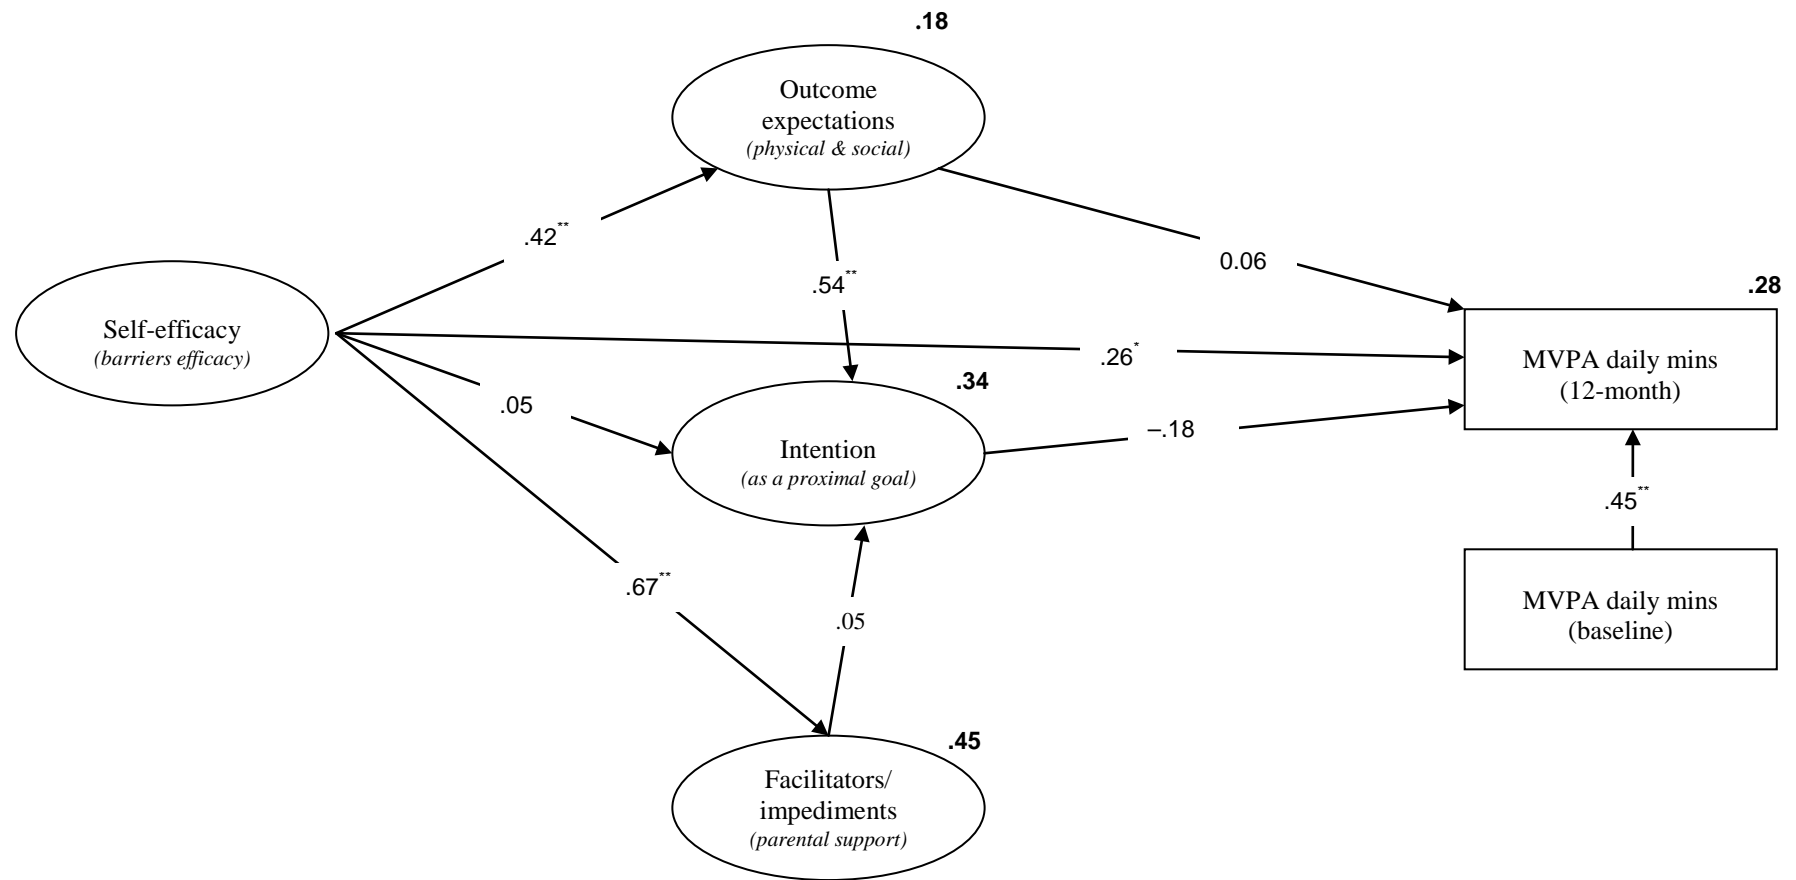 .18
Outcome
expectations
(physical & social)
.42**
0.06
.54**
.28
Self-efficacy
(barriers efficacy)
.26*
MVPA daily mins
(12-month)
.34
.05
Intention
(as a proximal goal)
–.18
.45**
.67**
.05
MVPA daily mins
(baseline)
.45
Facilitators/
impediments
(parental support)